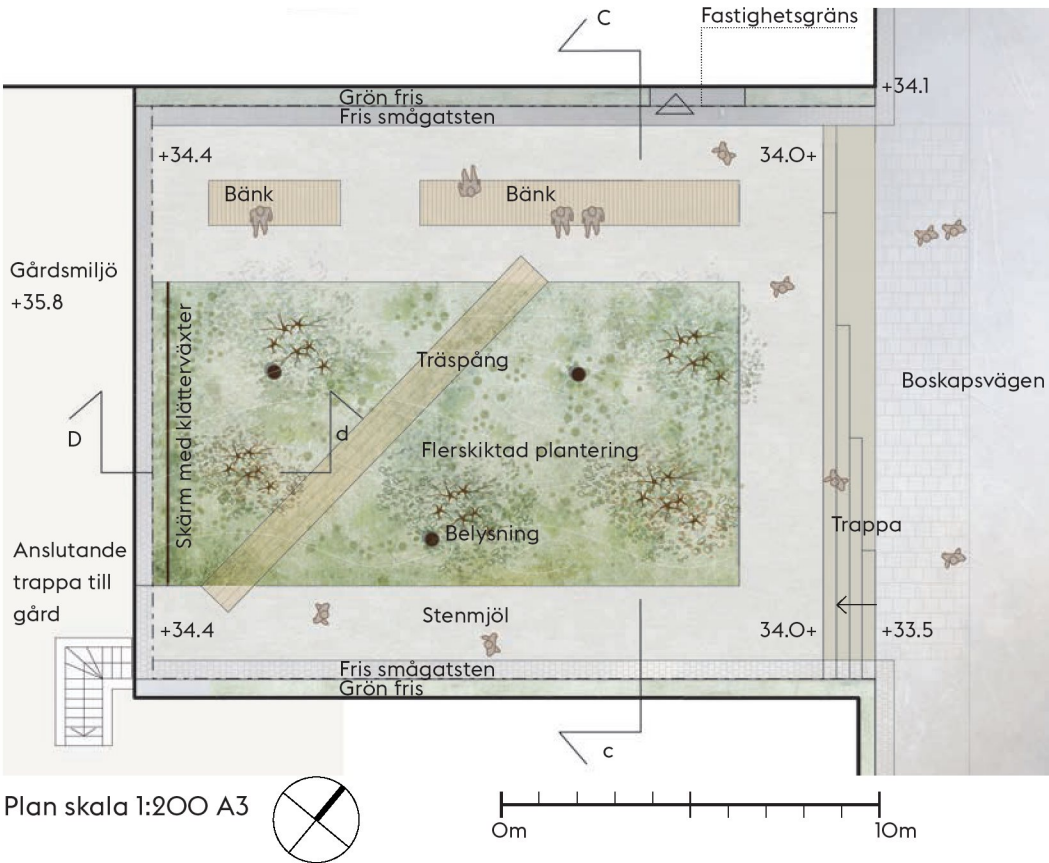 C
Fastighetsgräns
+34.1
Grön fris
Fris smågatsten
+34.4
34.0+
Bänk
Bänk
Gårdsmiljö
+35.8
Skärm med klätterväxter
Träspång
Boskapsvägen
D
d
Flerskiktad plantering
Belysning
Trappa
Anslutande
trappa till
gård
Stenmjöl
+34.4
34.0+
+33.5
Fris smågatsten
Grön fris
c
Plan skala 1:200 A3
0m
10m